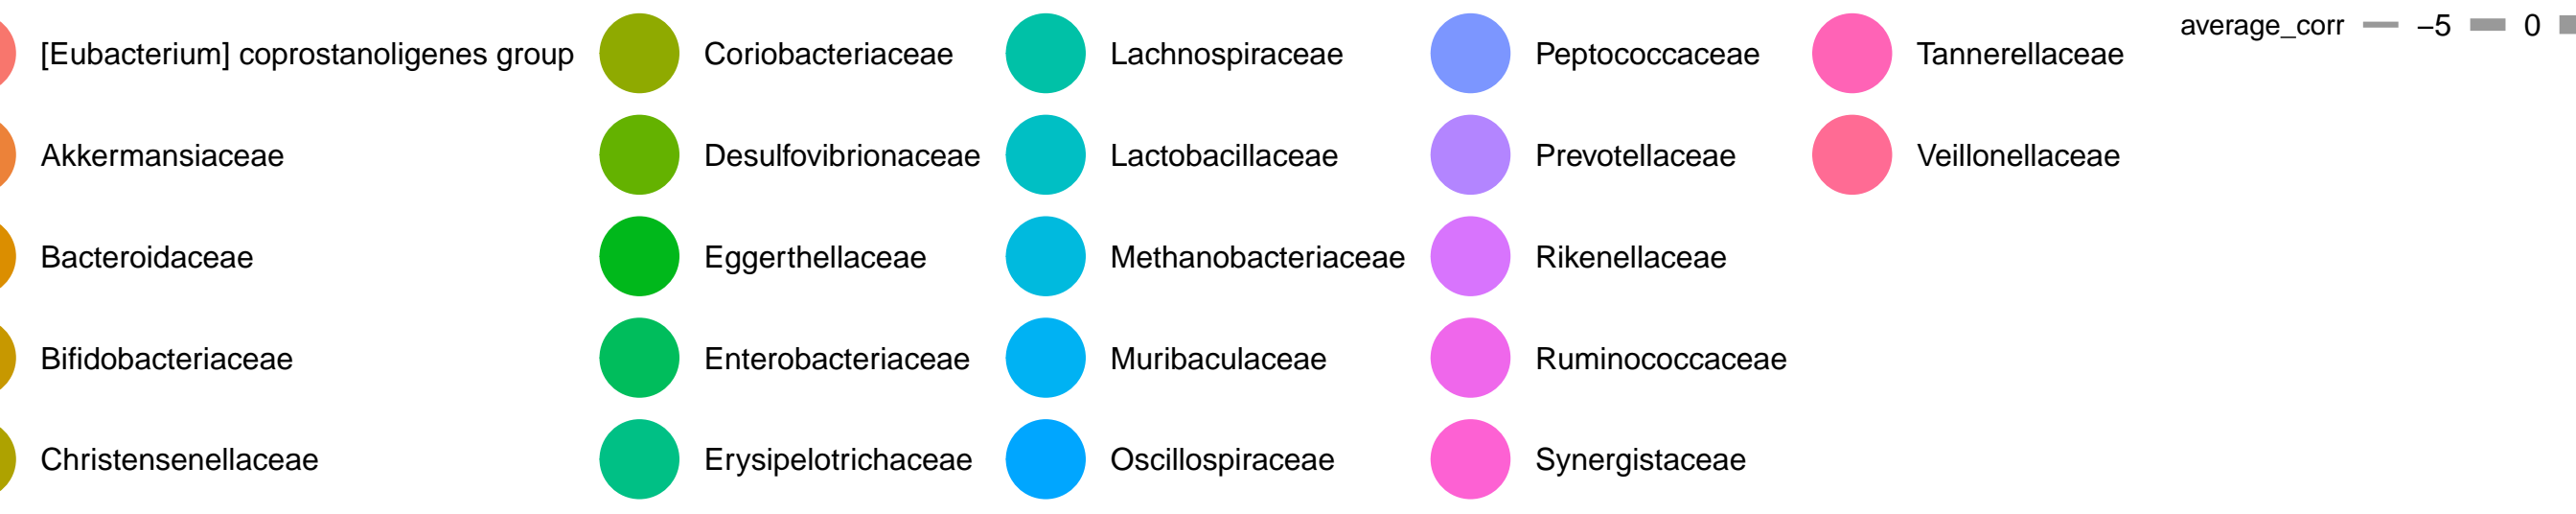 [Eubacterium] coprostanoligenes group
Akkermansiaceae
Bacteroidaceae
Bifidobacteriaceae
Christensenellaceae
Coriobacteriaceae
Desulfovibrionaceae
Eggerthellaceae
Enterobacteriaceae
Erysipelotrichaceae
Lachnospiraceae
Lactobacillaceae
Methanobacteriaceae
Muribaculaceae
Oscillospiraceae
Peptococcaceae
Prevotellaceae
Rikenellaceae
Ruminococcaceae
Synergistaceae
Tannerellaceae
Veillonellaceae
average_corr −5 0